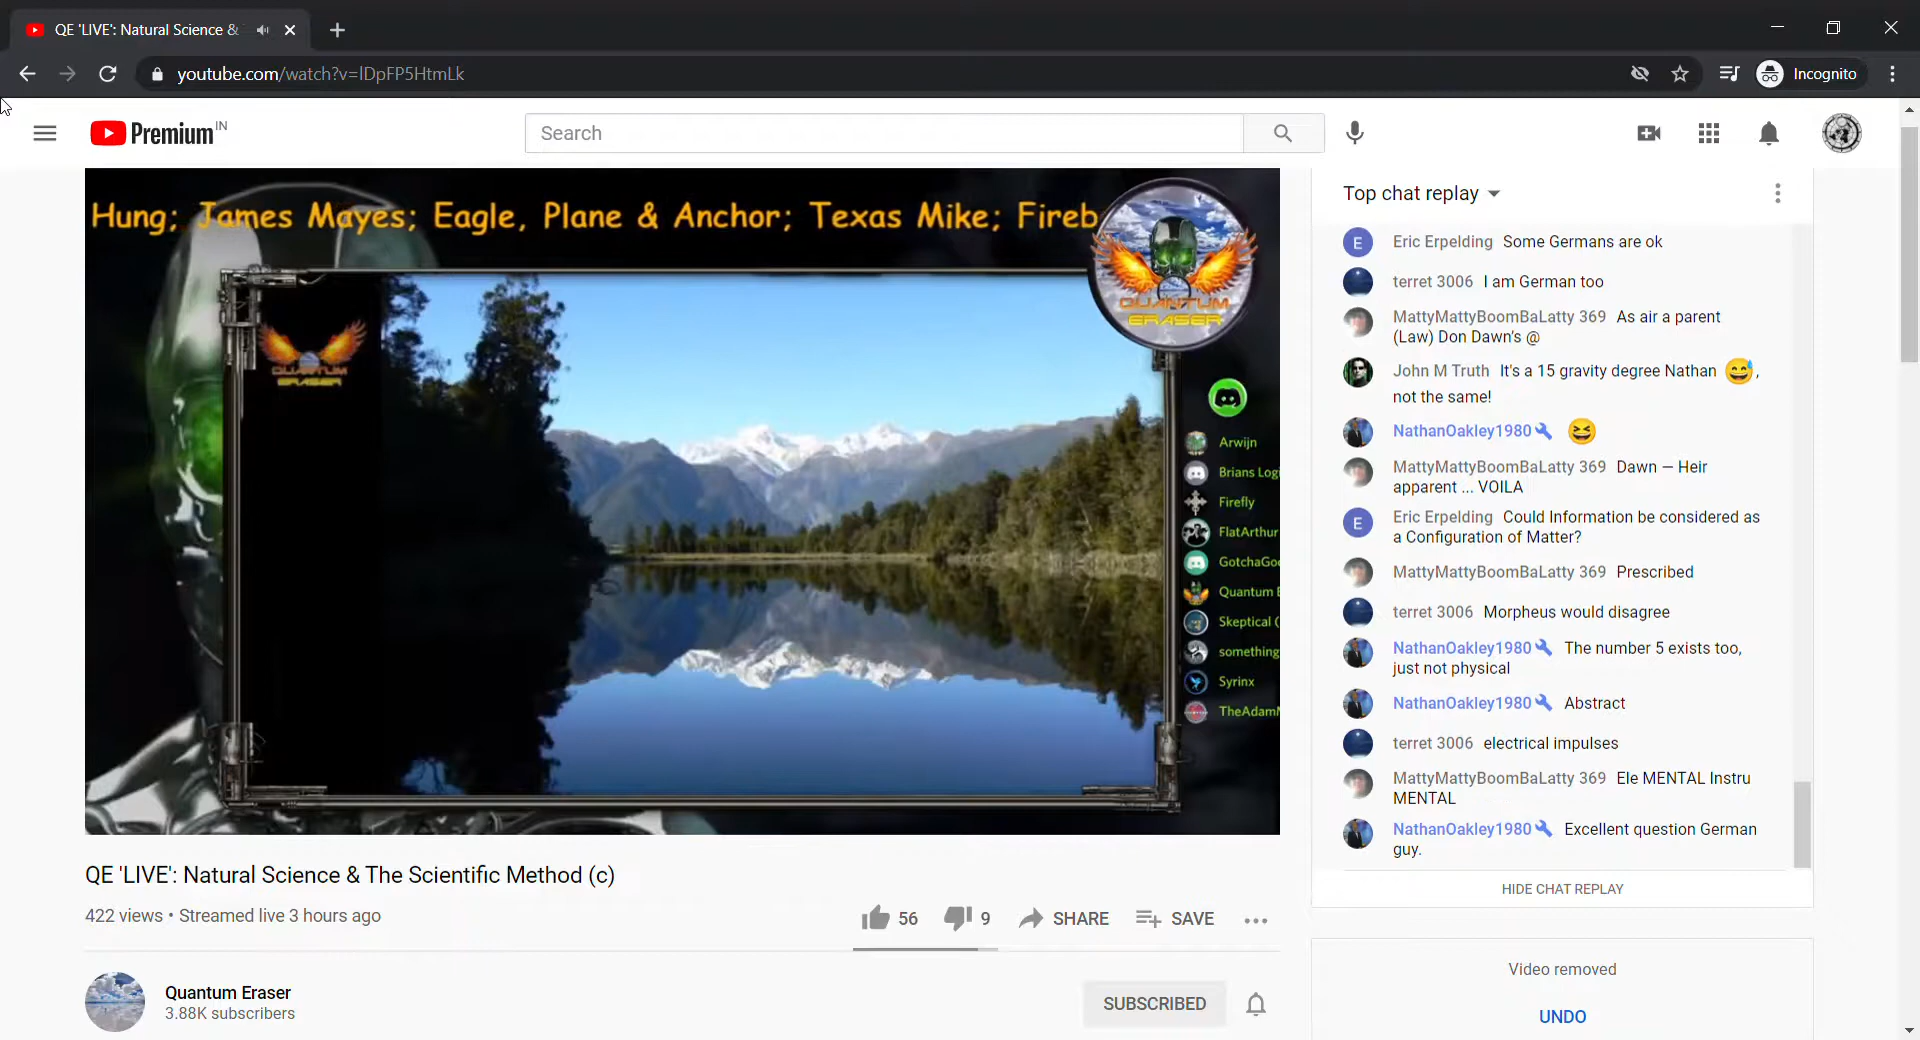 QE 'LIVE': Natural Science &
youtube.com/watch?v=lDpFP5HtmLk
Incognito
Premium IN
Search
Hung; James Mayes; Eagle, Plane & Anchor; Texas Mike; Fireb
QUANTUM
ERASER
QUANTUM
ERASER
Arwijn
Brians Logi
Firefly
FlatArthur
GotchaGo
Quantum E
Skeptical (
something
Syrinx
TheAdam
Top chat replay
E Eric Erpelding Some Germans are ok
terret 3006 I am German too
MattyMattyBoomBaLatty 369 As air a parent
(Law) Don Dawn's @
John M Truth It's a 15 gravity degree Nathan 😅,
not the same!
NathanOakley1980 😆
MattyMattyBoomBaLatty 369 Dawn — Heir
apparent ... VOILA
E Eric Erpelding Could Information be considered as
a Configuration of Matter?
MattyMattyBoomBaLatty 369 Prescribed
terret 3006 Morpheus would disagree
NathanOakley1980 The number 5 exists too,
just not physical
NathanOakley1980 Abstract
terret 3006 electrical impulses
MattyMattyBoomBaLatty 369 Ele MENTAL Instru
MENTAL
NathanOakley1980 Excellent question German
guy.
HIDE CHAT REPLAY
QE 'LIVE': Natural Science & The Scientific Method (c)
422 views • Streamed live 3 hours ago
56 9 SHARE SAVE
Quantum Eraser
3.88K subscribers
SUBSCRIBED
Video removed
UNDO